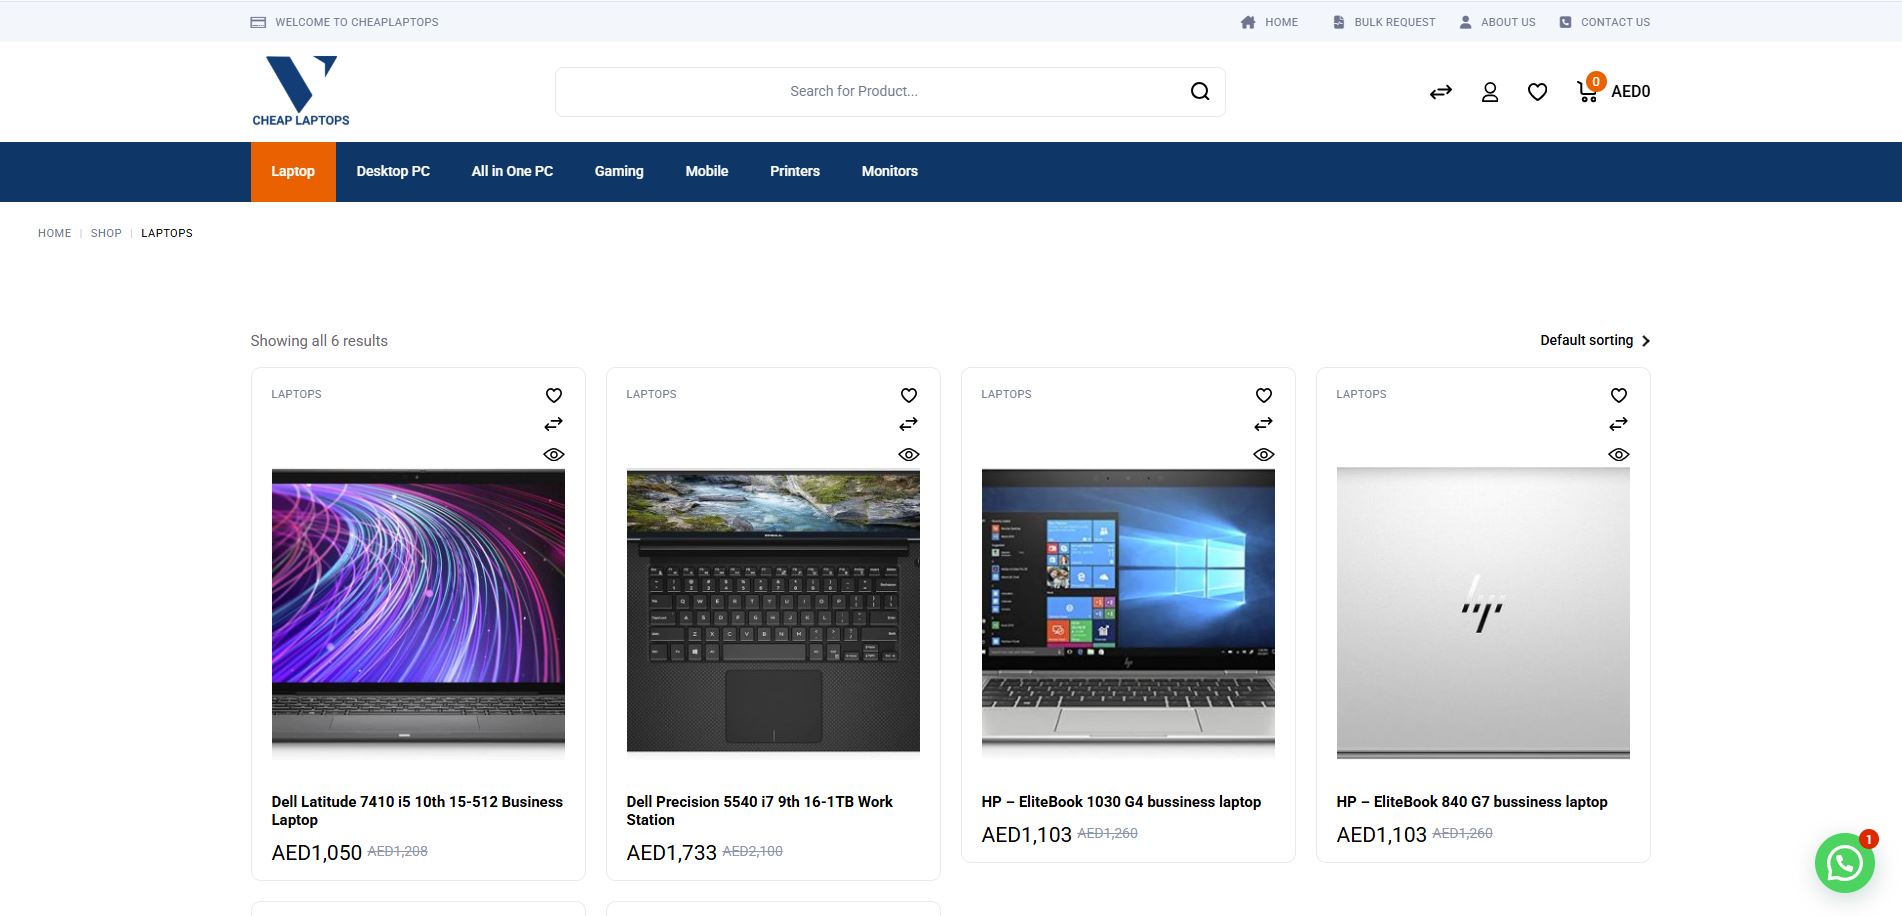 WELCOME TO CHEAPLAPTOPS
HOME
BULK REQUEST
ABOUT US
CONTACT US
CHEAP LAPTOPS
Search for Product...
0
AED0
Laptop
Desktop PC
All in One PC
Gaming
Mobile
Printers
Monitors
HOME | SHOP | LAPTOPS
Showing all 6 results
Default sorting
LAPTOPS
LAPTOPS
LAPTOPS
LAPTOPS
hp
Dell Latitude 7410 i5 10th 15-512 Business
Laptop
AED1,050 AED1,208
Dell Precision 5540 i7 9th 16-1TB Work
Station
AED1,733 AED2,100
HP – EliteBook 1030 G4 bussiness laptop
AED1,103 AED1,260
HP – EliteBook 840 G7 bussiness laptop
AED1,103 AED1,260
1